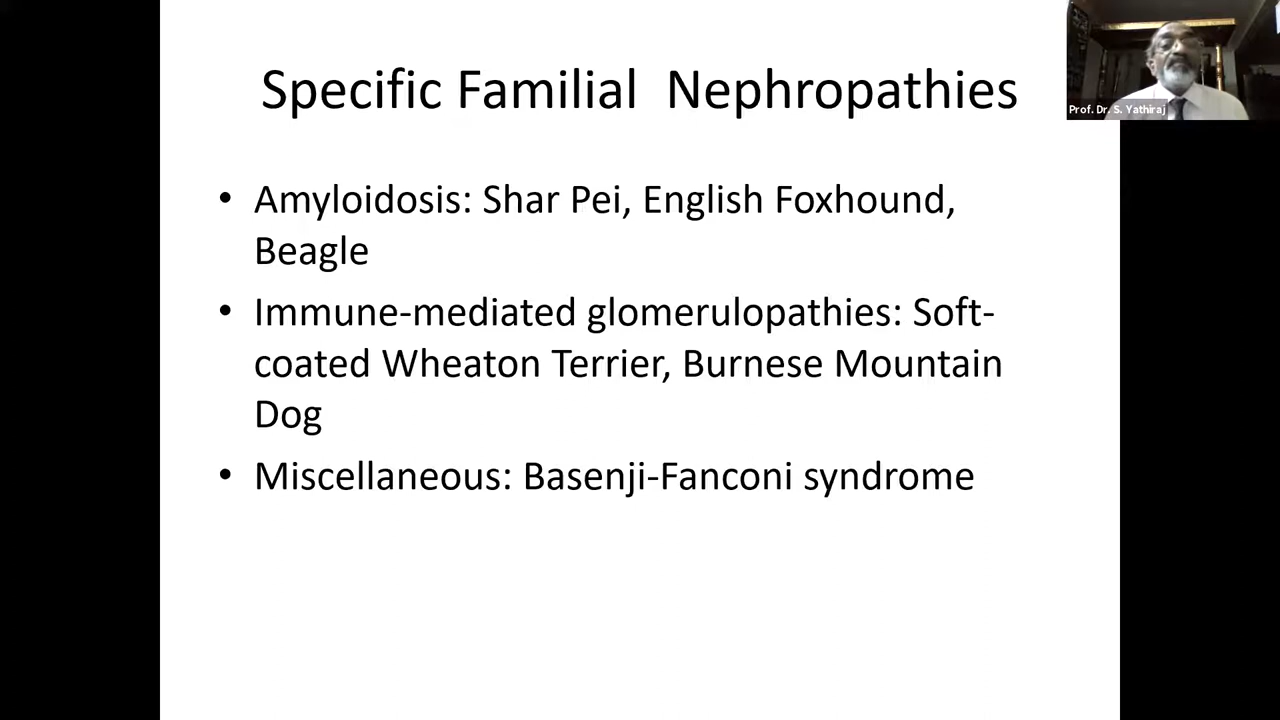 Specific Familial  Nephropathies
Prof. Dr. S. Yathiraj
• Amyloidosis: Shar Pei, English Foxhound,
Beagle
• Immune-mediated glomerulopathies: Soft-
coated Wheaton Terrier, Burnese Mountain
Dog
• Miscellaneous: Basenji-Fanconi syndrome